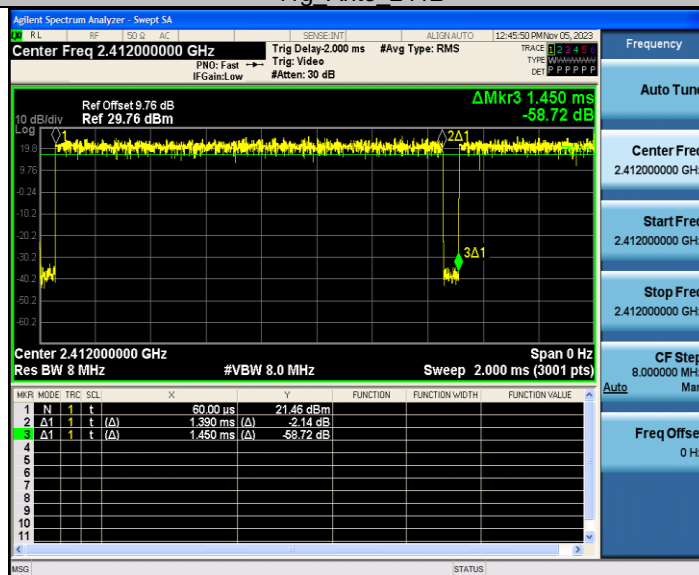 Agilent Spectrum Analyzer - Swept SA
RL RF 50 Ω AC SENSE:INT ALIGN AUTO 12:45:50 PM Nov 05, 2023
Center Freq 2.412000000 GHz
PNO: Fast
IFGain:Low
Trig Delay-2.000 ms
Trig: Video
#Atten: 30 dB
#Avg Type: RMS
TRACE 1 2 3 4 5 6
TYPE
DET P P P P P P
Frequency
Auto Tune
Center Freq
2.412000000 GHz
Start Freq
2.412000000 GHz
Stop Freq
2.412000000 GHz
CF Step
8.000000 MHz
Auto Man
Freq Offset
0 Hz
ΔMkr3 1.450 ms
-58.72 dB
Ref Offset 9.76 dB
10 dB/div Ref 29.76 dBm
Log
1
2Δ1
3Δ1
19.8
9.76
-0.24
-10.2
-20.2
-30.2
-40.2
-50.2
-60.2
Center 2.412000000 GHz Span 0 Hz
Res BW 8 MHz #VBW 8.0 MHz Sweep 2.000 ms (3001 pts)
MKR MODE TRC SCL X Y FUNCTION FUNCTION WIDTH FUNCTION VALUE
1 N 1 t 60.00 µs 21.46 dBm
2 Δ1 1 t (Δ) 1.390 ms (Δ) -2.14 dB
3 Δ1 1 t (Δ) 1.450 ms (Δ) -58.72 dB
4
5
6
7
8
9
10
11
MSG STATUS